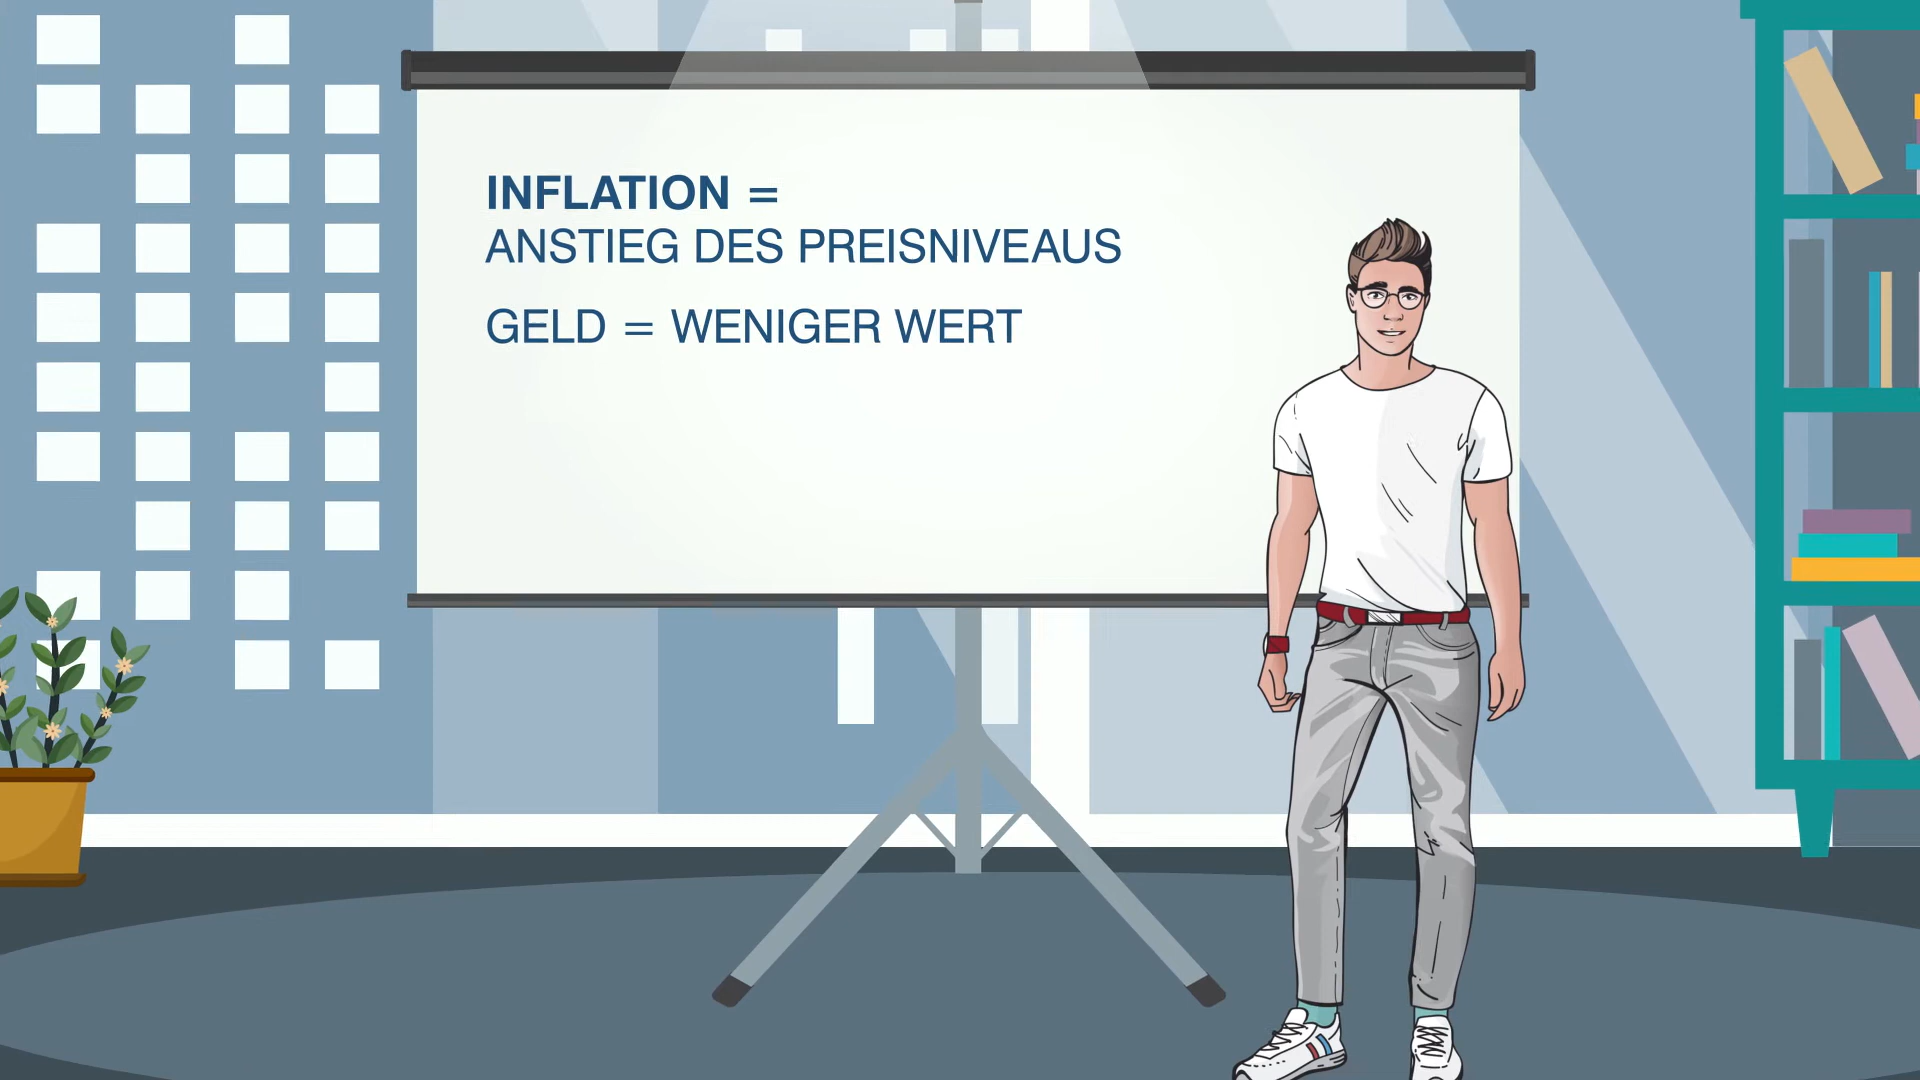 INFLATION =
ANSTIEG DES PREISNIVEAUS
GELD = WENIGER WERT